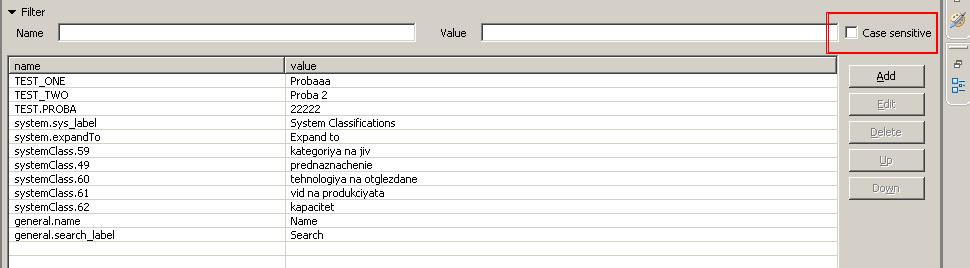 Filter
Name Value Case sensitive
name value
TEST_ONE Probaaa
TEST_TWO Proba 2
TEST.PROBA 22222
system.sys_label System Classifications
system.expandTo Expand to
systemClass.59 kategoriya na jiv
systemClass.49 prednaznachenie
systemClass.60 tehnologiya na otglezdane
systemClass.61 vid na produkciyata
systemClass.62 kapacitet
general.name Name
general.search_label Search
Add
Edit
Delete
Up
Down